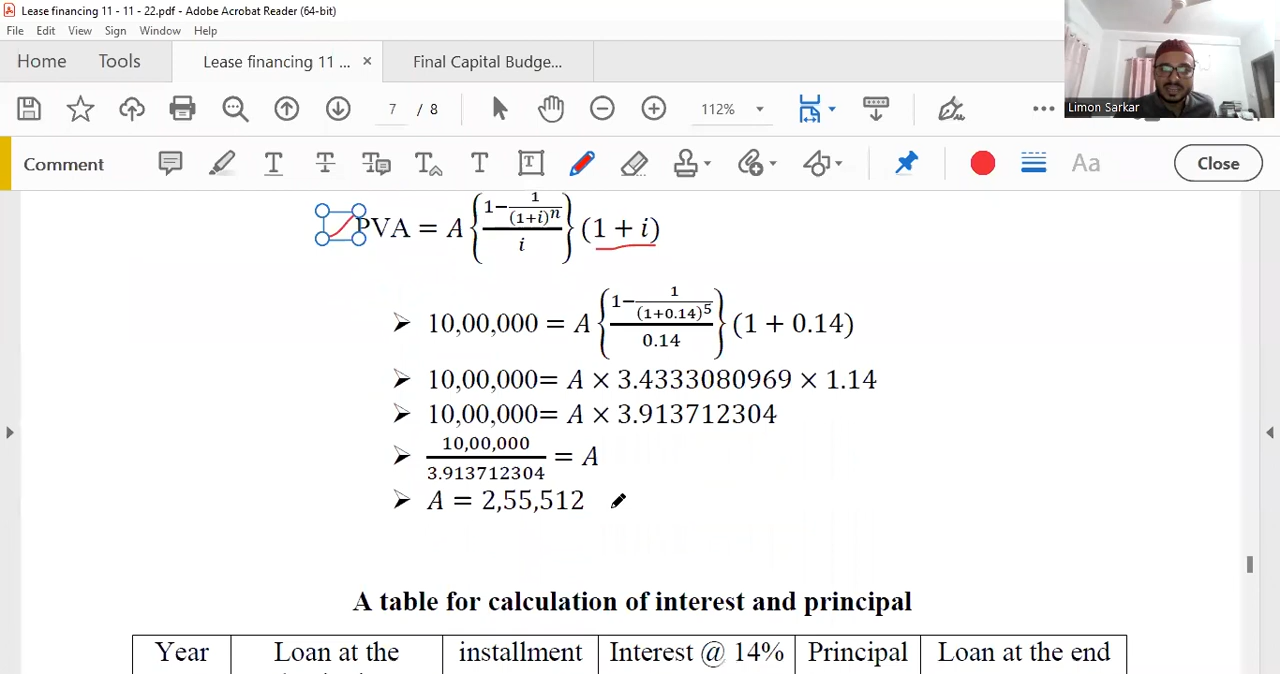 Lease financing 11 - 11 - 22.pdf - Adobe Acrobat Reader (64-bit)
File Edit View Sign Window Help
Home Tools Lease financing 11 ... × Final Capital Budge...
7 / 8 112%
Limon Sarkar
Comment Aa Close
PVA = A{(1−1/(1+i)^n)/i}(1 + i)
➢ 10,00,000 = A{(1−1/(1+0.14)^5)/0.14}(1 + 0.14)
➢ 10,00,000= A × 3.4333080969 × 1.14
➢ 10,00,000= A × 3.913712304
➢ 10,00,000/3.913712304 = A
➢ A = 2,55,512
A table for calculation of interest and principal
Year Loan at the installment Interest @ 14% Principal Loan at the end